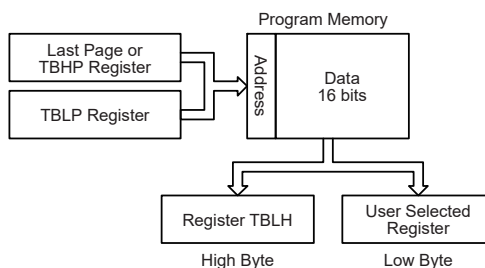 Program Memory
Last Page or
TBHP Register
TBLP Register
Address
Data
16 bits
Register TBLH
User Selected
Register
High Byte
Low Byte